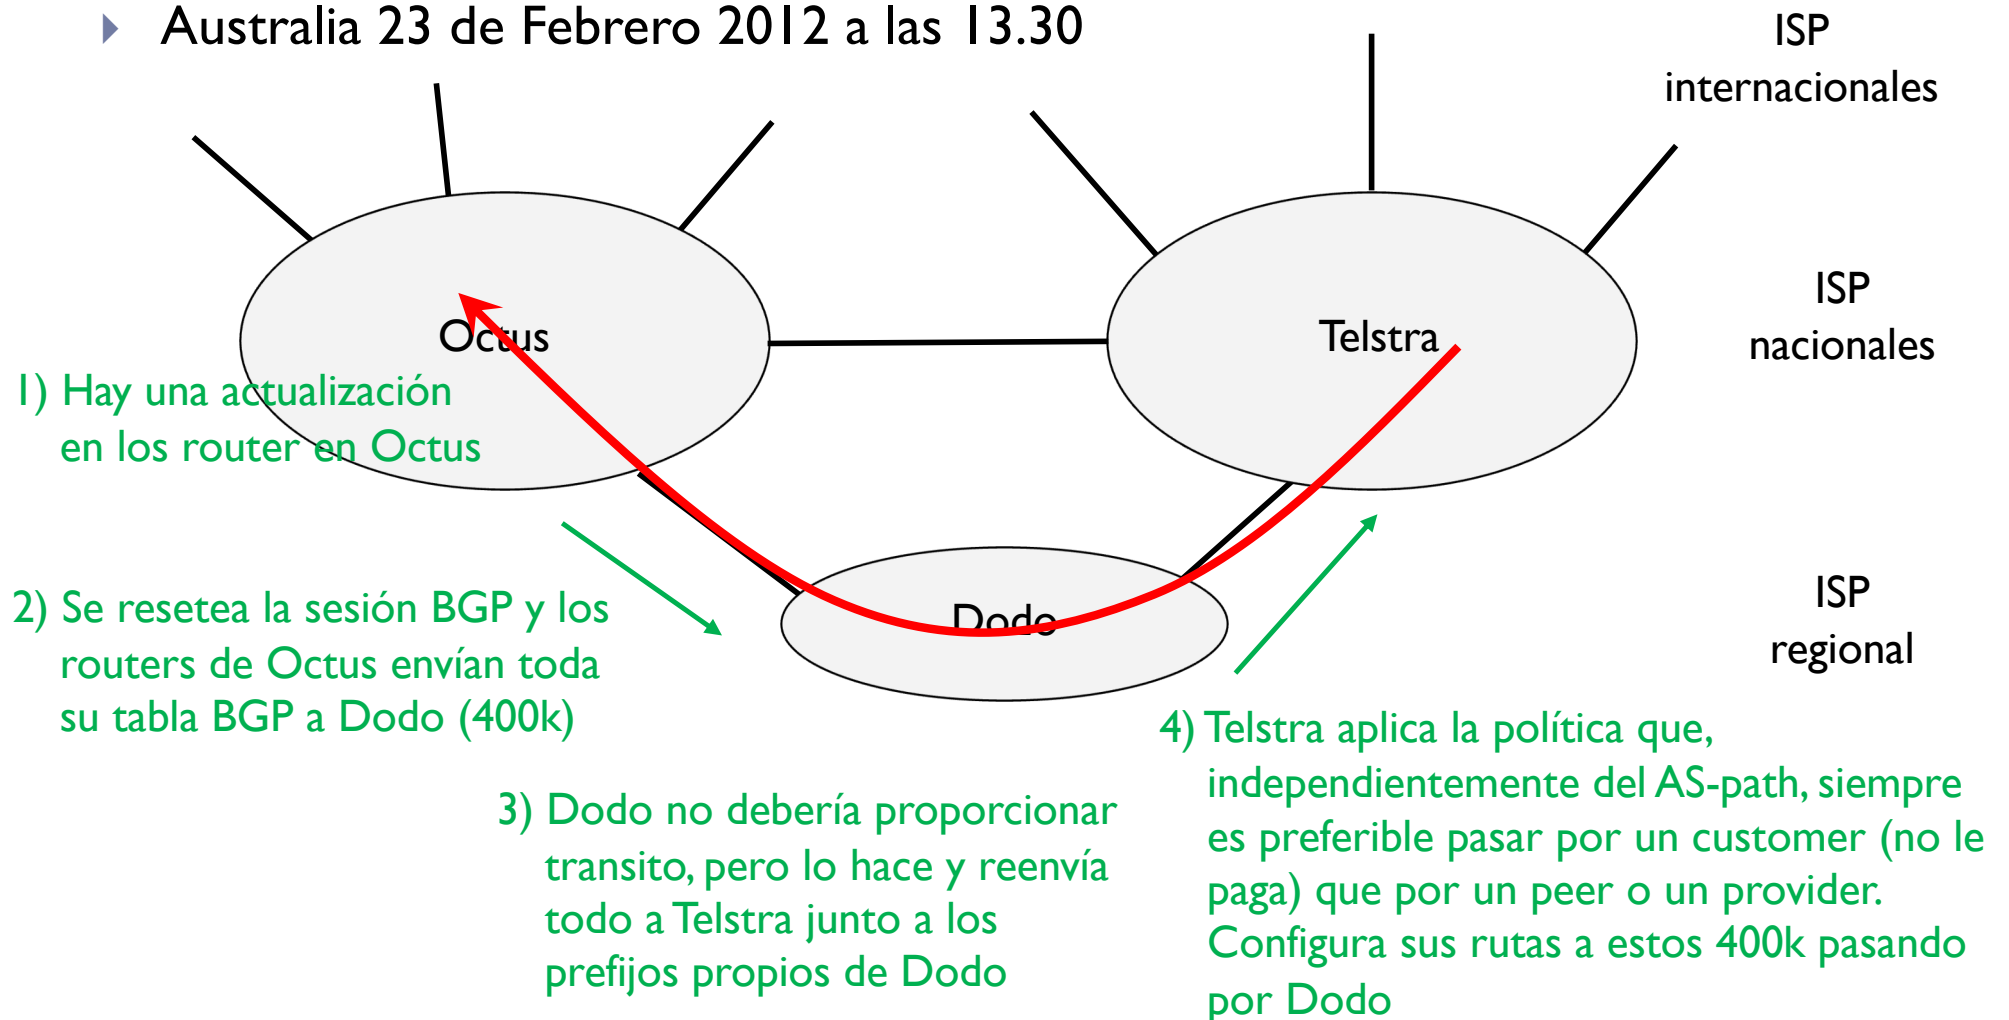 Australia 23 de Febrero 2012 a las 13.30
ISP
internacionales
Octus
Telstra
ISP
nacionales
1) Hay una actualización
en los router en Octus
2) Se resetea la sesión BGP y los
routers de Octus envían toda
su tabla BGP a Dodo (400k)
Dodo
ISP
regional
3) Dodo no debería proporcionar
transito, pero lo hace y reenvía
todo a Telstra junto a los
prefijos propios de Dodo
4) Telstra aplica la política que,
independientemente del AS-path, siempre
es preferible pasar por un customer (no le
paga) que por un peer o un provider.
Configura sus rutas a estos 400k pasando
por Dodo